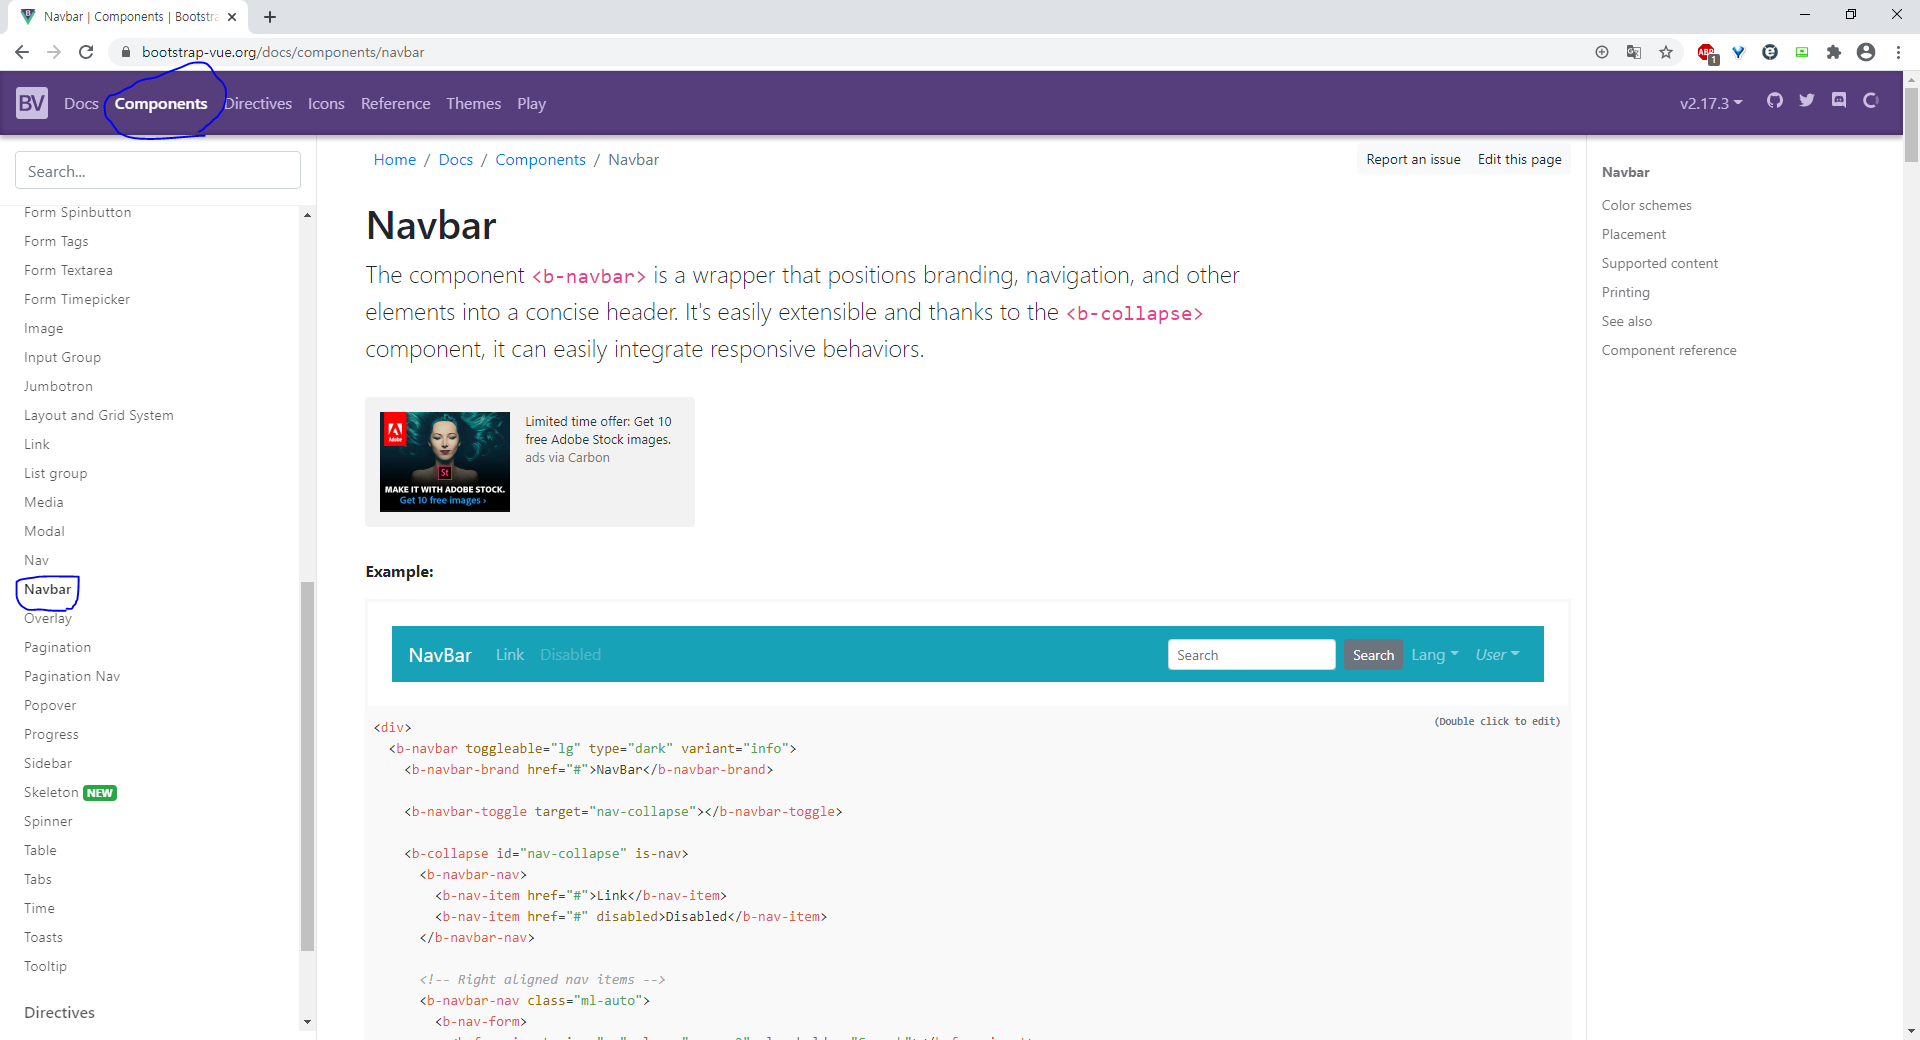 Navbar | Components | Bootstra
bootstrap-vue.org/docs/components/navbar
ABP
1
BV
Docs
Components
Directives
Icons
Reference
Themes
Play
v2.17.3
Search...
Form Spinbutton
Form Tags
Form Textarea
Form Timepicker
Image
Input Group
Jumbotron
Layout and Grid System
Link
List group
Media
Modal
Nav
Navbar
Overlay
Pagination
Pagination Nav
Popover
Progress
Sidebar
Skeleton NEW
Spinner
Table
Tabs
Time
Toasts
Tooltip
Directives
Home / Docs / Components / Navbar
Report an issue
Edit this page
Navbar
The component <b-navbar> is a wrapper that positions branding, navigation, and other
elements into a concise header. It's easily extensible and thanks to the <b-collapse>
component, it can easily integrate responsive behaviors.
Adobe
St
MAKE IT WITH ADOBE STOCK.
Get 10 free images ›
Limited time offer: Get 10
free Adobe Stock images.
ads via Carbon
Example:
NavBar
Link
Disabled
Search
Search
Lang
User
(Double click to edit)
<div>
<b-navbar toggleable="lg" type="dark" variant="info">
<b-navbar-brand href="#">NavBar</b-navbar-brand>
<b-navbar-toggle target="nav-collapse"></b-navbar-toggle>
<b-collapse id="nav-collapse" is-nav>
<b-navbar-nav>
<b-nav-item href="#">Link</b-nav-item>
<b-nav-item href="#" disabled>Disabled</b-nav-item>
</b-navbar-nav>
<!-- Right aligned nav items -->
<b-navbar-nav class="ml-auto">
<b-nav-form>
Navbar
Color schemes
Placement
Supported content
Printing
See also
Component reference